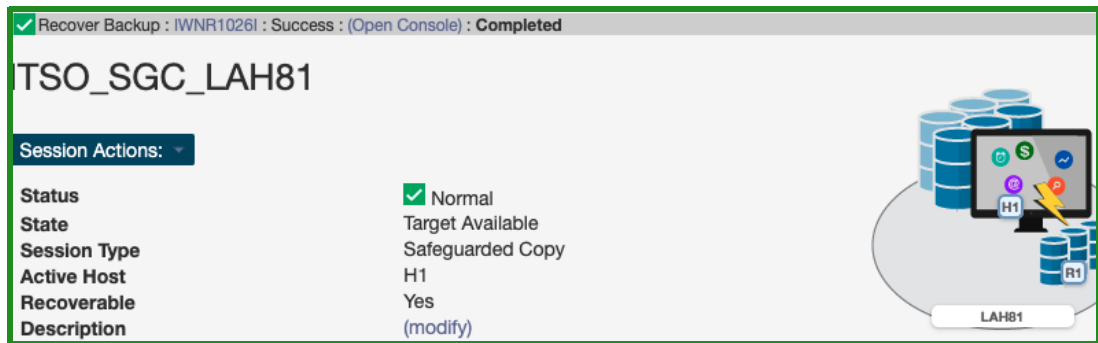 Recover Backup : IWNR1026I : Success : (Open Console) : Completed
ITSO_SGC_LAH81
Session Actions:
Status Normal
State Target Available
Session Type Safeguarded Copy
Active Host H1
Recoverable Yes
Description (modify)
$
@
H1
R1
LAH81